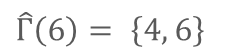 Γ̂(6) = {4, 6}